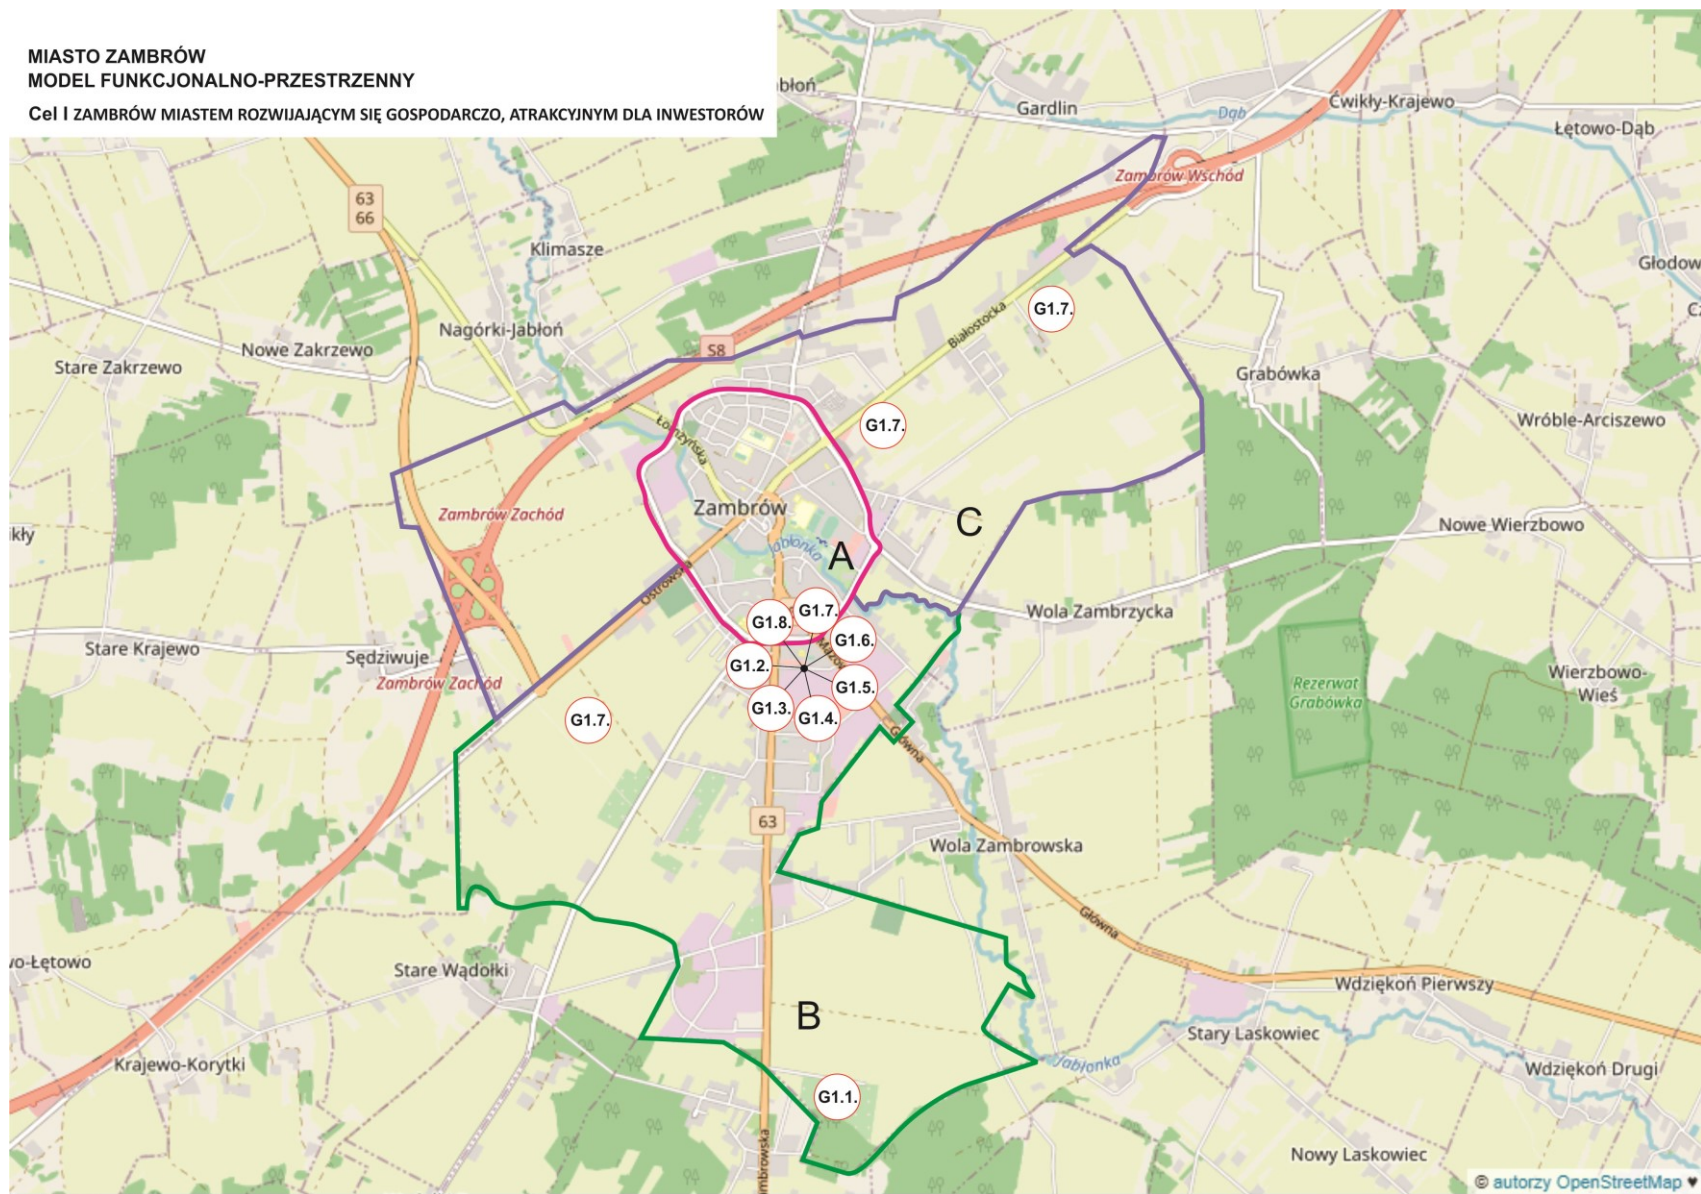 MIASTO ZAMBRÓW
MODEL FUNKCJONALNO-PRZESTRZENNY
Cel I ZAMBRÓW MIASTEM ROZWIJAJĄCYM SIĘ GOSPODARCZO, ATRAKCYJNYM DLA INWESTORÓW
Gardlin
Dąb
Ćwikły-Krajewo
Łętowo-Dąb
Zambrów Wschód
63
66
Klimasze
Nagórki-Jabłoń
Nowe Zakrzewo
Stare Zakrzewo
S8
Białostocka
G1.7.
Grabówka
Wróble-Arciszewo
G1.7.
Łomżyńska
Zambrów
Zambrów Zachód
C
Nowe Wierzbowo
Jabłonka
A
Ostrowska
Wola Zambrzycka
G1.8.
G1.7.
G1.6.
G1.2.
G1.5.
G1.3.
G1.4.
Stare Krajewo
Sędziwuje
Zambrów Zachód
G1.7.
Rezerwat
Grabówka
Wierzbowo-
Wieś
Główna
63
Wola Zambrowska
Główna
Stare Wądołki
Wdziękoń Pierwszy
B
Stary Laskowiec
Jabłonka
Krajewo-Korytki
Wdziękoń Drugi
G1.1.
Nowy Laskowiec
© autorzy OpenStreetMap ♥